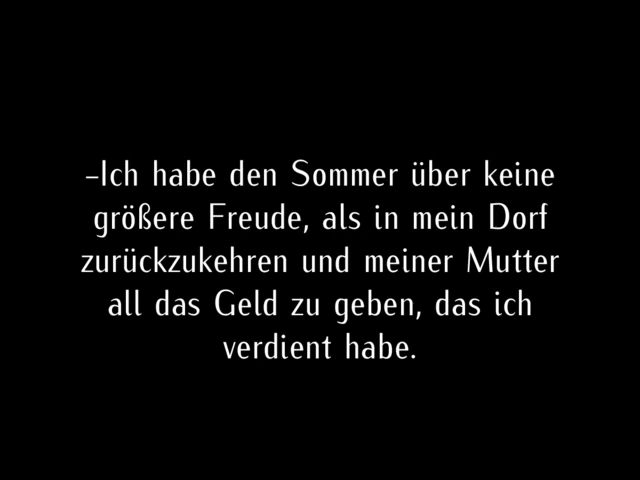 –Ich habe den Sommer über keine
größere Freude, als in mein Dorf
zurückzukehren und meiner Mutter
all das Geld zu geben, das ich
verdient habe.